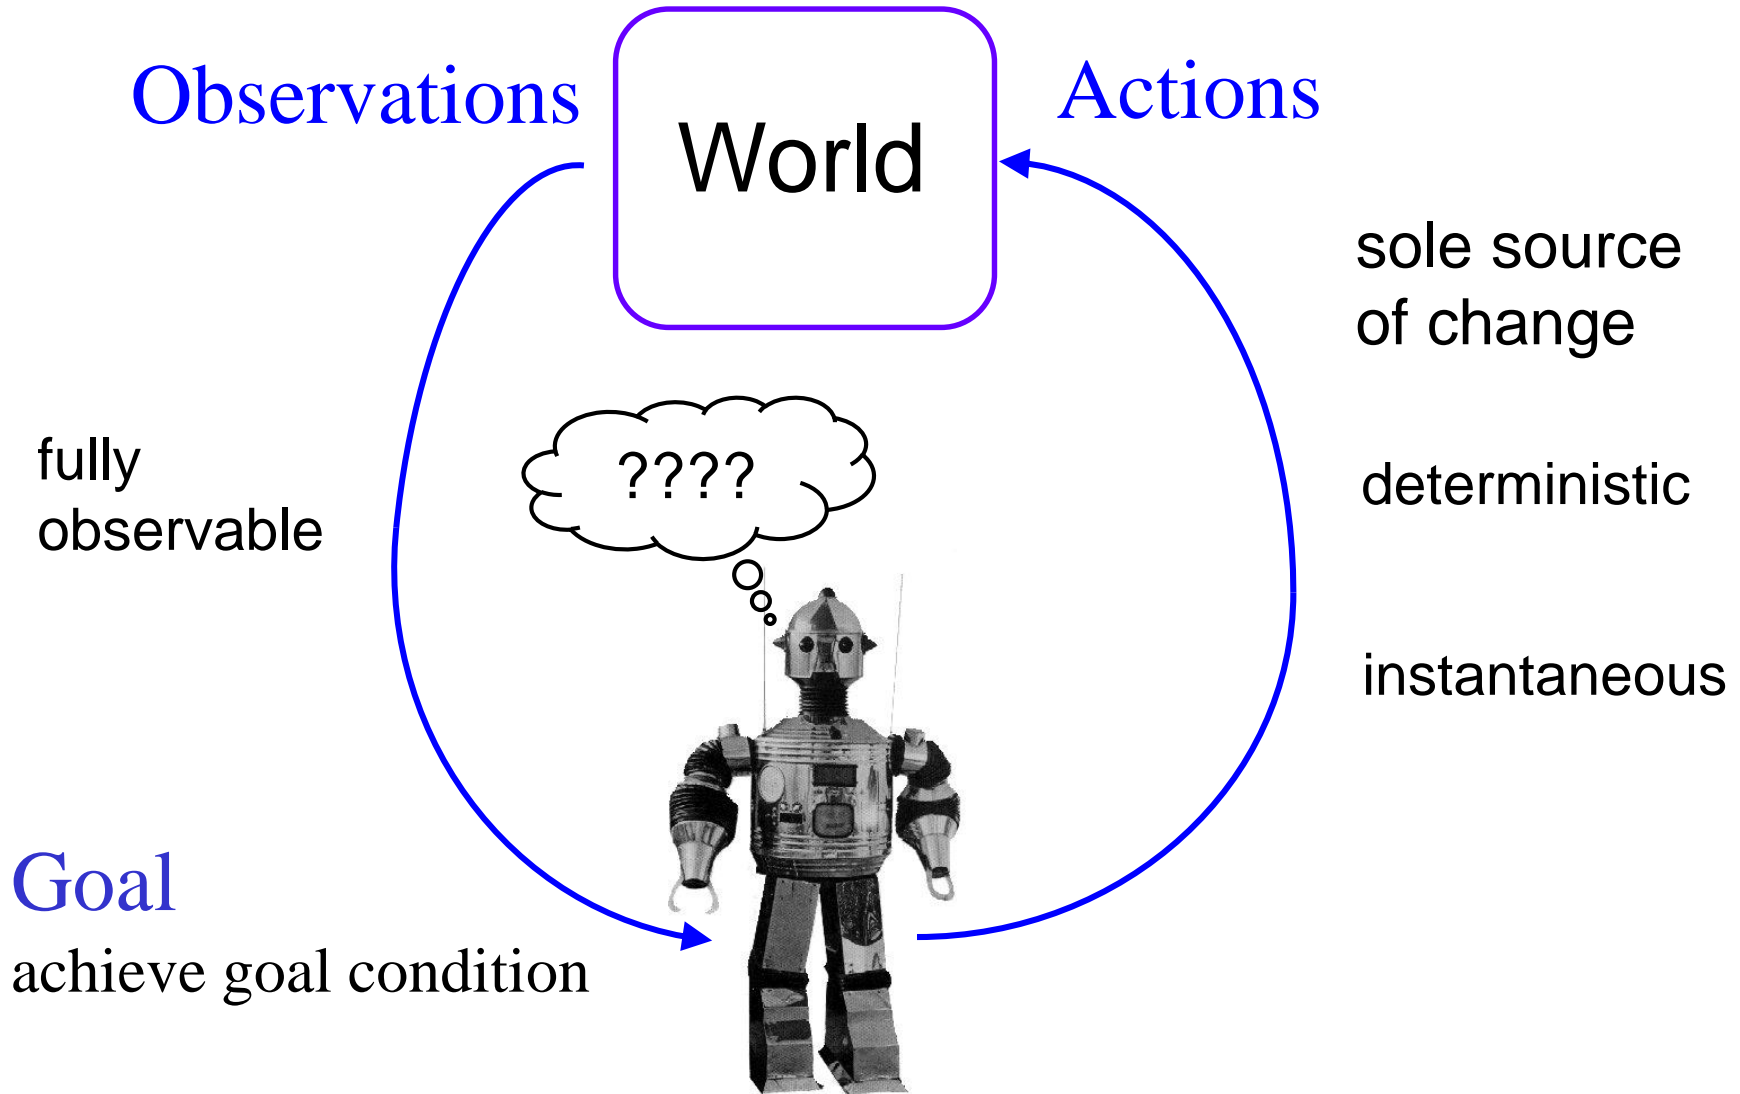 Observations
World
Actions
sole source
of change
fully
observable
????
deterministic
instantaneous
Goal
achieve goal condition